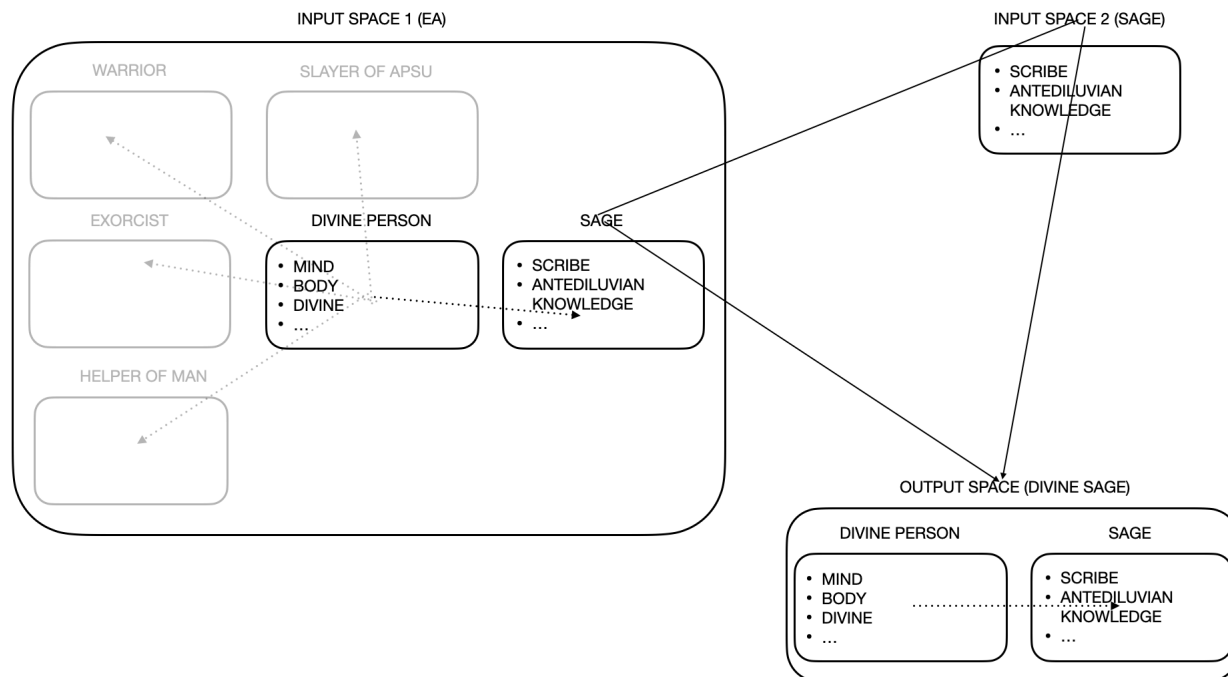 INPUT SPACE 1 (EA)
WARRIOR
SLAYER OF APSU
EXORCIST
DIVINE PERSON
• MIND
• BODY
• DIVINE
• ...
SAGE
• SCRIBE
• ANTEDILUVIAN
KNOWLEDGE
• ...
HELPER OF MAN
INPUT SPACE 2 (SAGE)
• SCRIBE
• ANTEDILUVIAN
KNOWLEDGE
• ...
OUTPUT SPACE (DIVINE SAGE)
DIVINE PERSON
• MIND
• BODY
• DIVINE
• ...
SAGE
• SCRIBE
• ANTEDILUVIAN
KNOWLEDGE
• ...